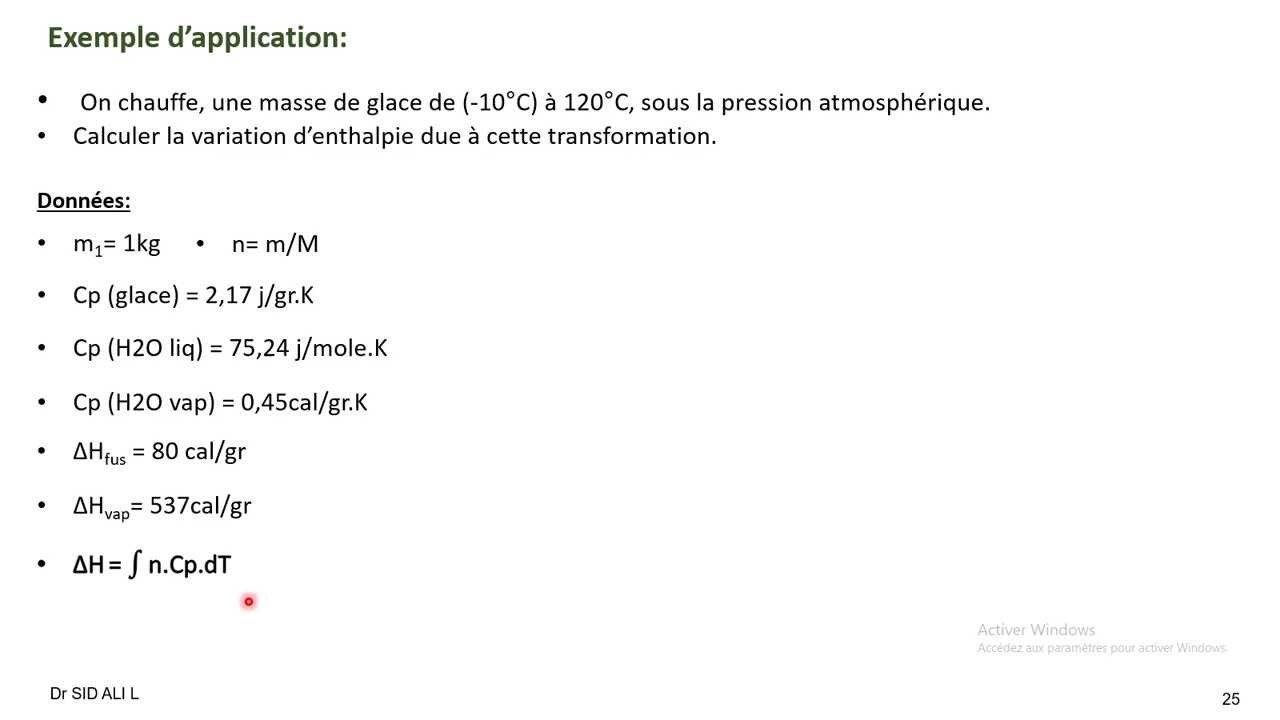 Exemple d’application:
• On chauffe, une masse de glace de (-10°C) à 120°C, sous la pression atmosphérique.
• Calculer la variation d’enthalpie due à cette transformation.
Données:
• m₁= 1kg • n= m/M
• Cp (glace) = 2,17 j/gr.K
• Cp (H2O liq) = 75,24 j/mole.K
• Cp (H2O vap) = 0,45cal/gr.K
• ΔHfus = 80 cal/gr
• ΔHvap= 537cal/gr
• ΔH = ∫ n.Cp.dT
Activer Windows
Accédez aux paramètres pour activer Windows.
Dr SID ALI L
25